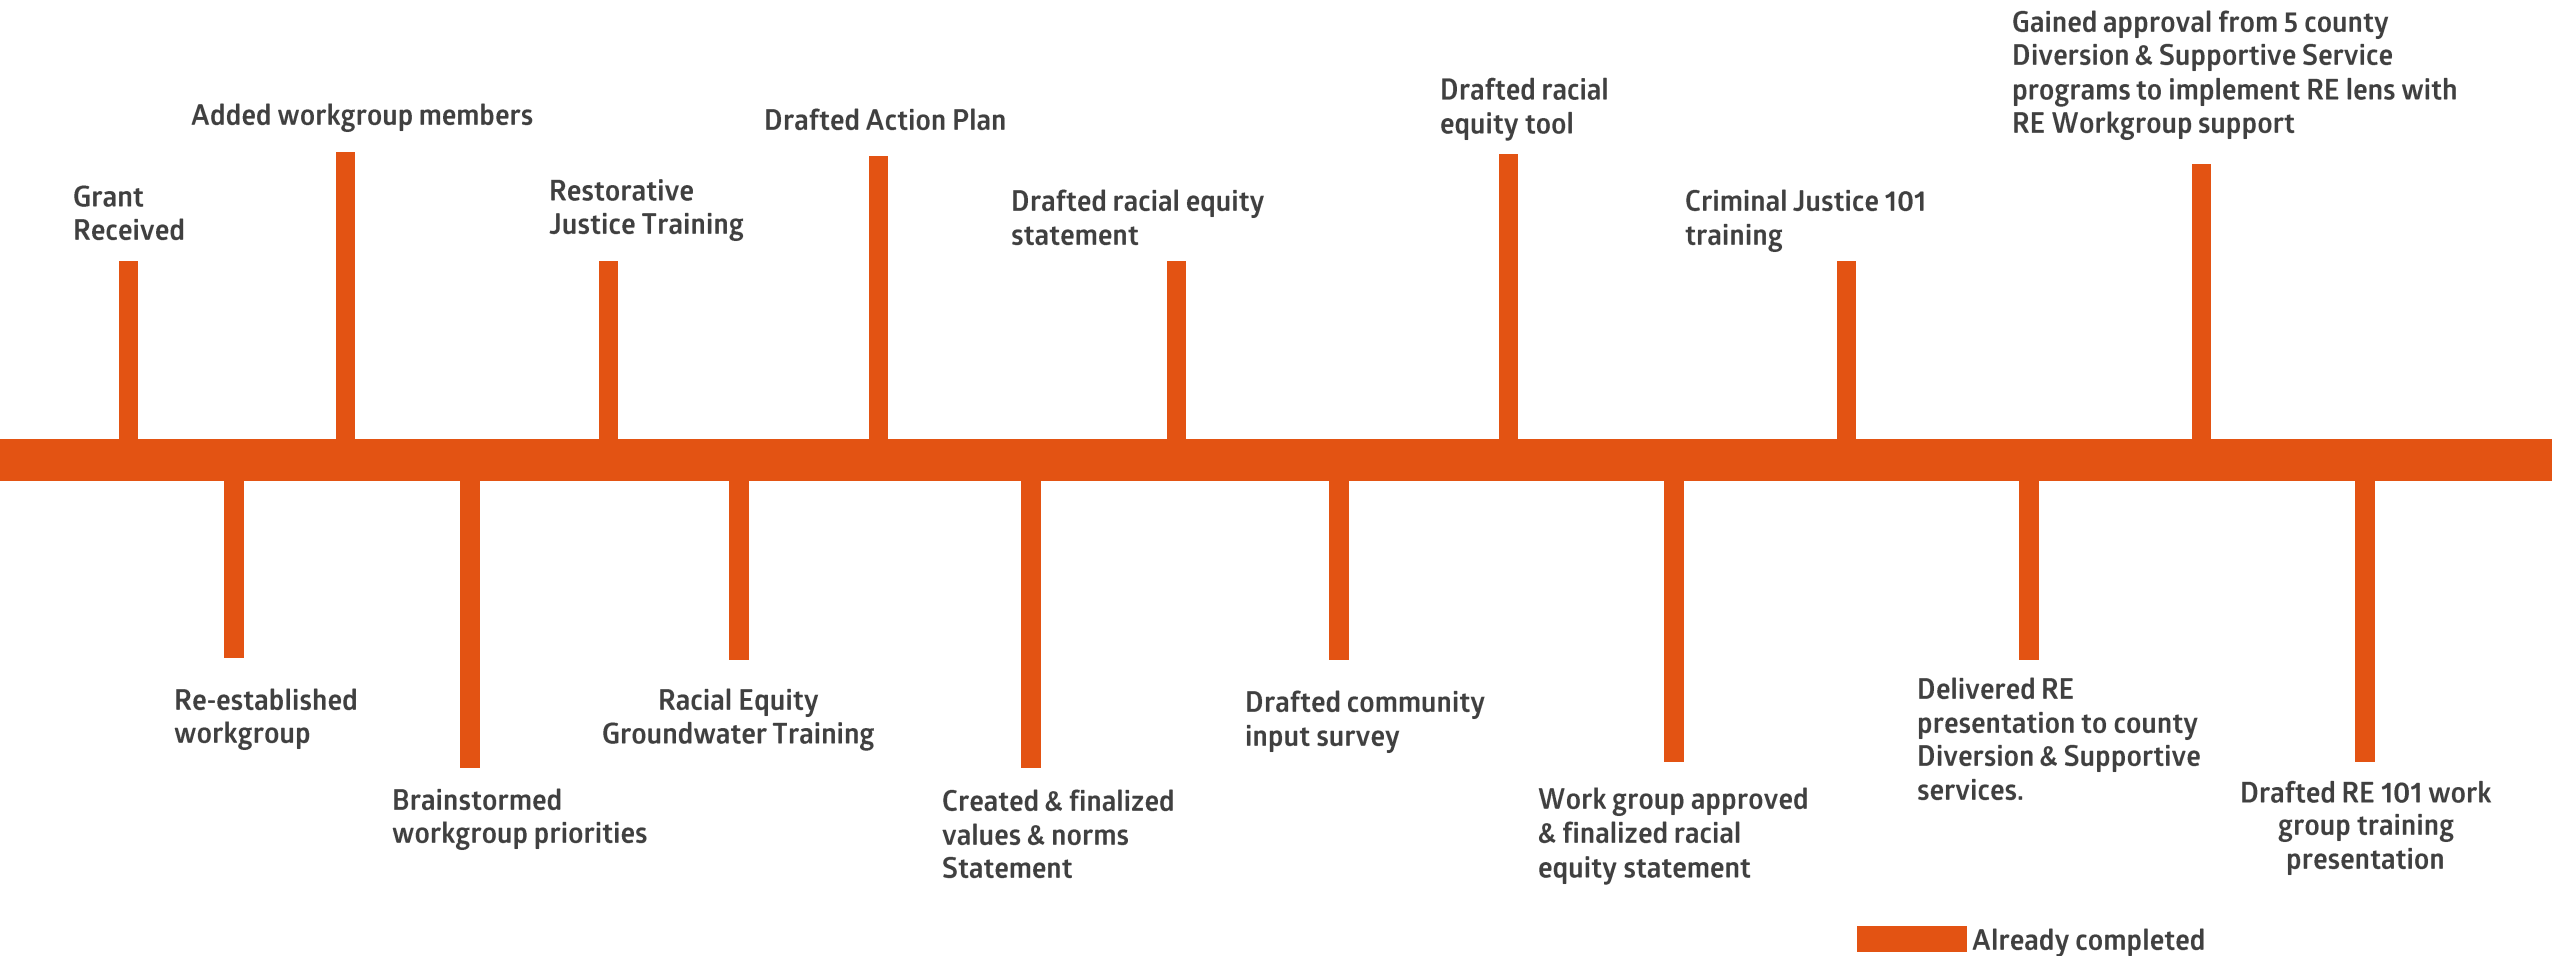 Grant
Received
Re-established
workgroup
Added workgroup members
Brainstormed
workgroup priorities
Restorative
Justice Training
Racial Equity
Groundwater Training
Drafted Action Plan
Created & finalized
values & norms
Statement
Drafted racial equity
statement
Drafted community
input survey
Drafted racial
equity tool
Work group approved
& finalized racial
equity statement
Criminal Justice 101
training
Delivered RE
presentation to county
Diversion & Supportive
services.
Gained approval from 5 county
Diversion & Supportive Service
programs to implement RE lens with
RE Workgroup support
Drafted RE 101 work
group training
presentation
Already completed